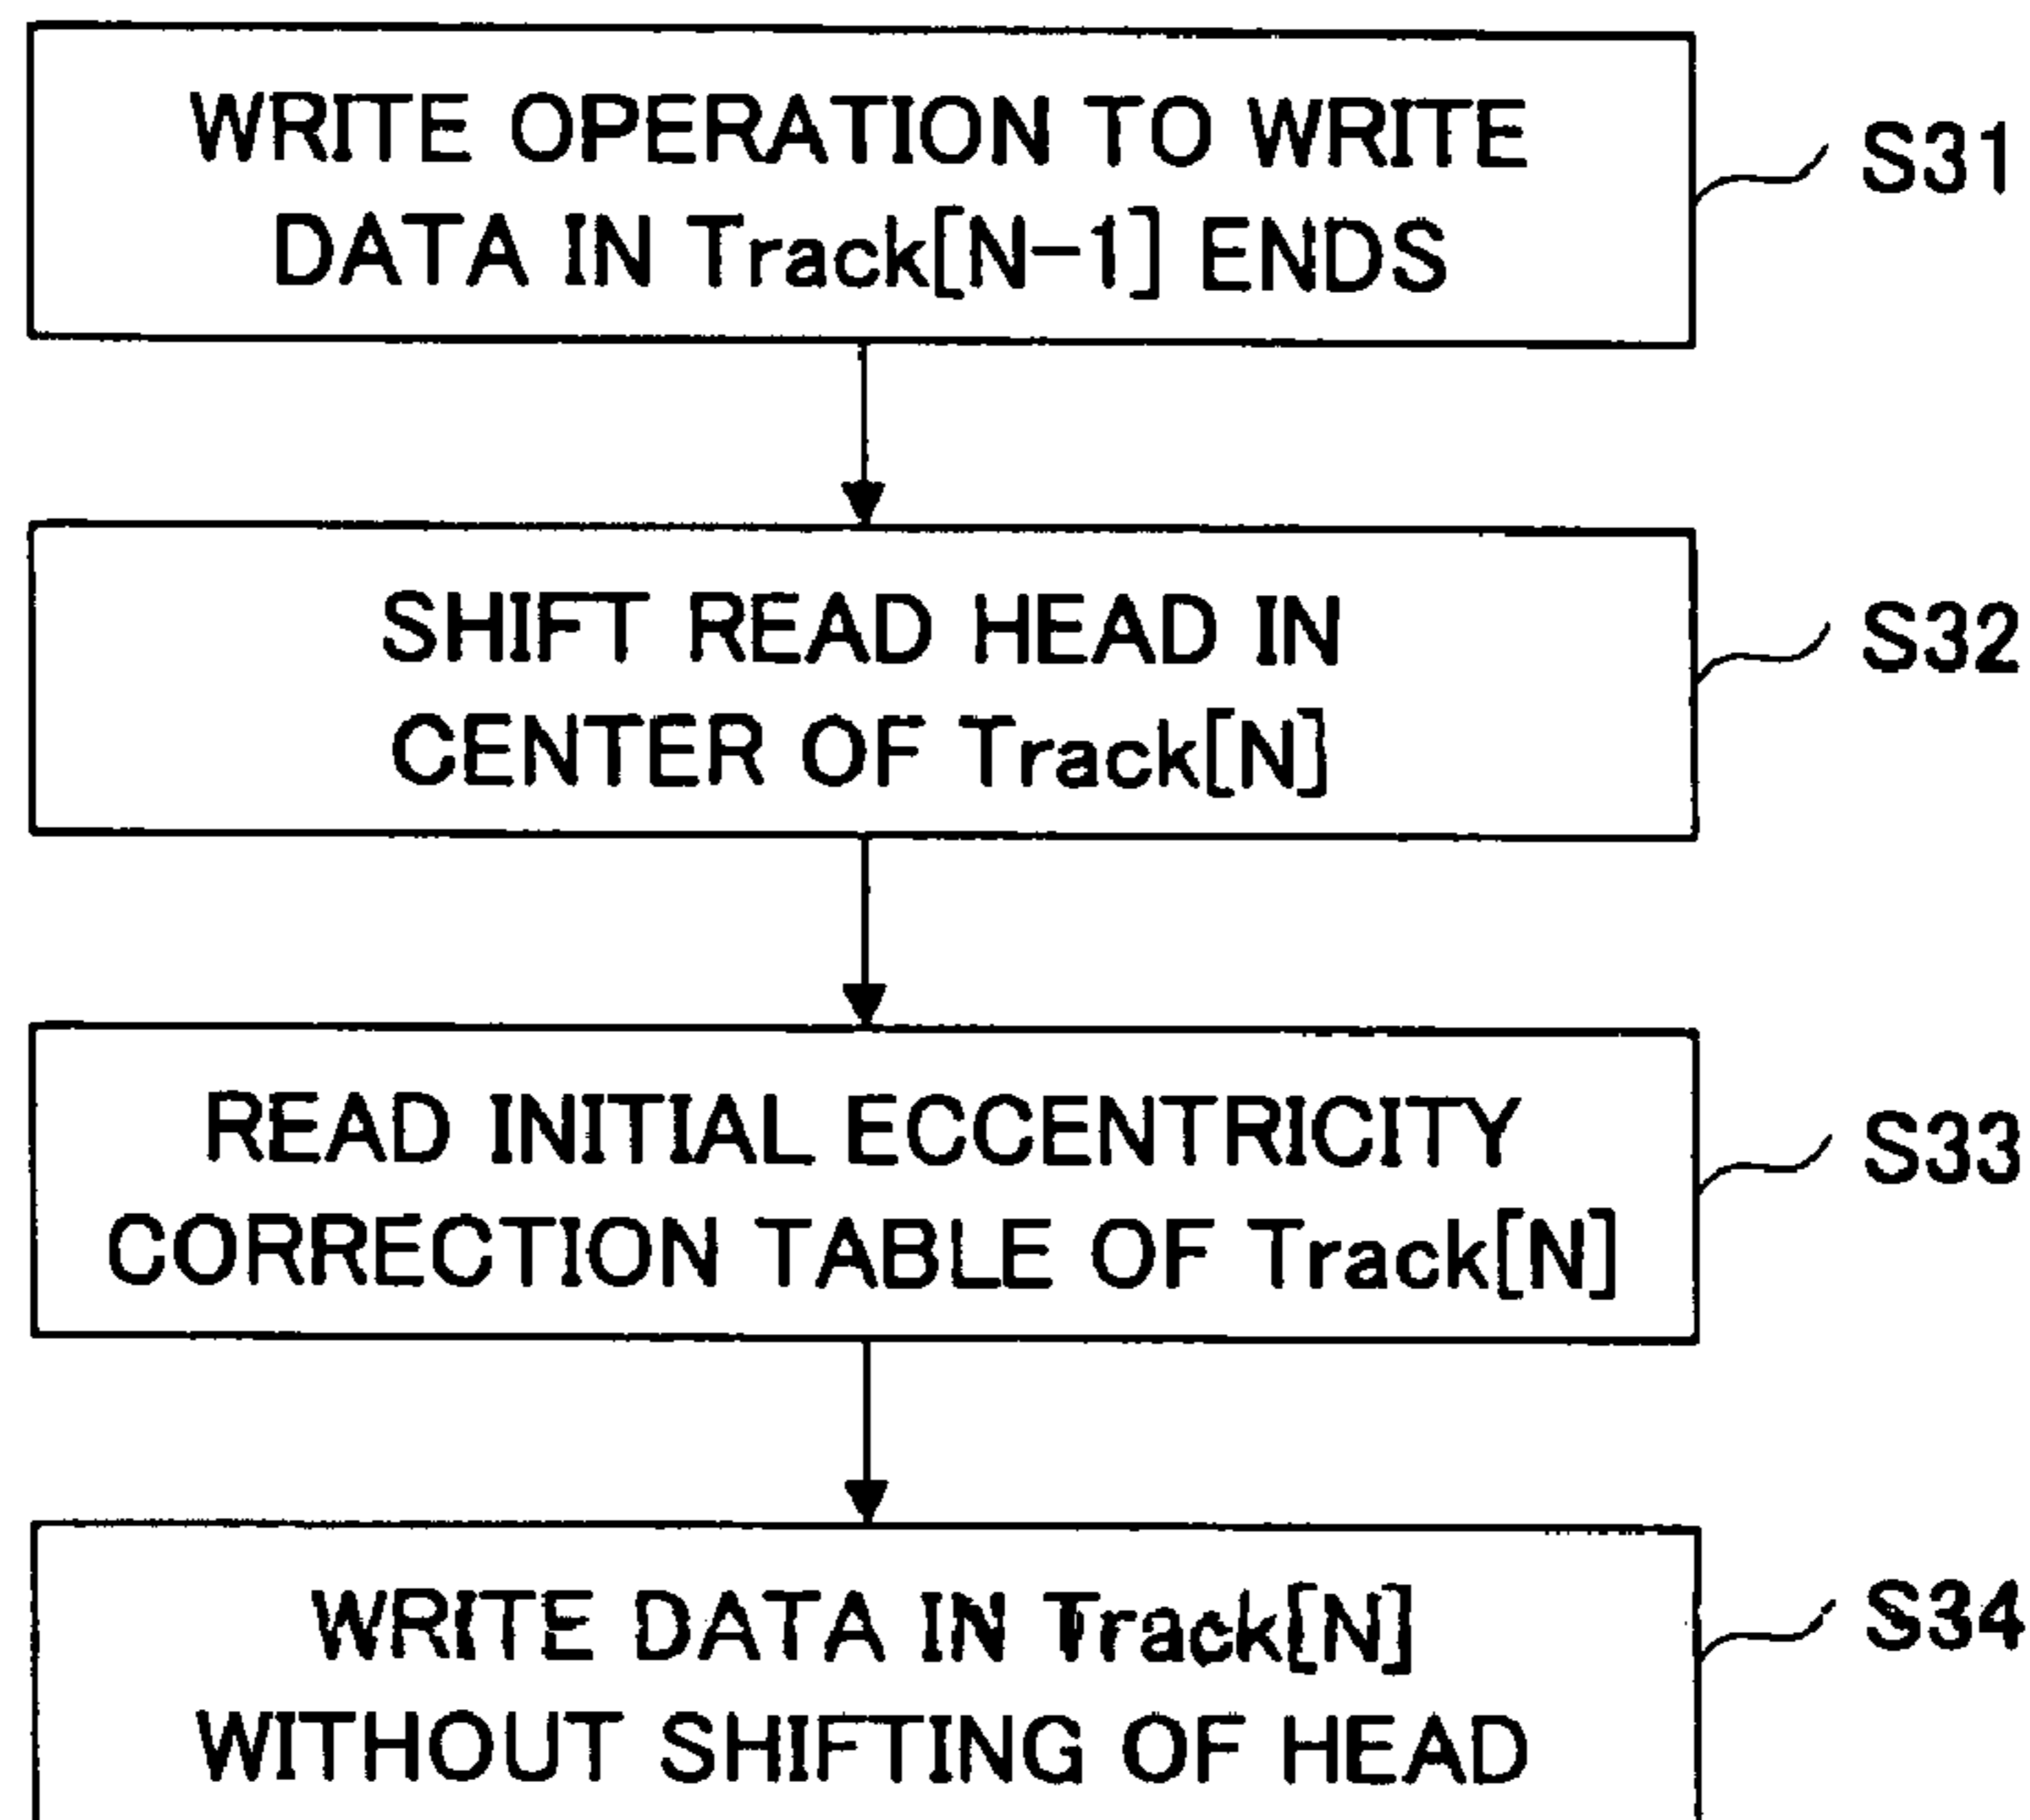 WRITE OPERATION TO WRITE
DATA IN Track[N-1] ENDS
S31
SHIFT READ HEAD IN
CENTER OF Track[N]
S32
READ INITIAL ECCENTRICITY
CORRECTION TABLE OF Track[N]
S33
WRITE DATA IN Track[N]
WITHOUT SHIFTING OF HEAD
S34